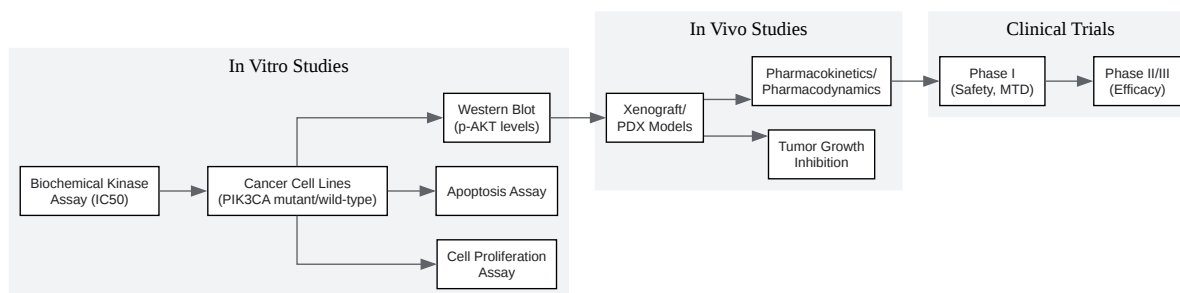 In Vitro Studies
Biochemical Kinase
Assay (IC50)
Cancer Cell Lines
(PIK3CA mutant/wild-type)
Western Blot
(p-AKT levels)
Apoptosis Assay
Cell Proliferation
Assay
In Vivo Studies
Xenograft/
PDX Models
Pharmacokinetics/
Pharmacodynamics
Tumor Growth
Inhibition
Clinical Trials
Phase I
(Safety, MTD)
Phase II/III
(Efficacy)